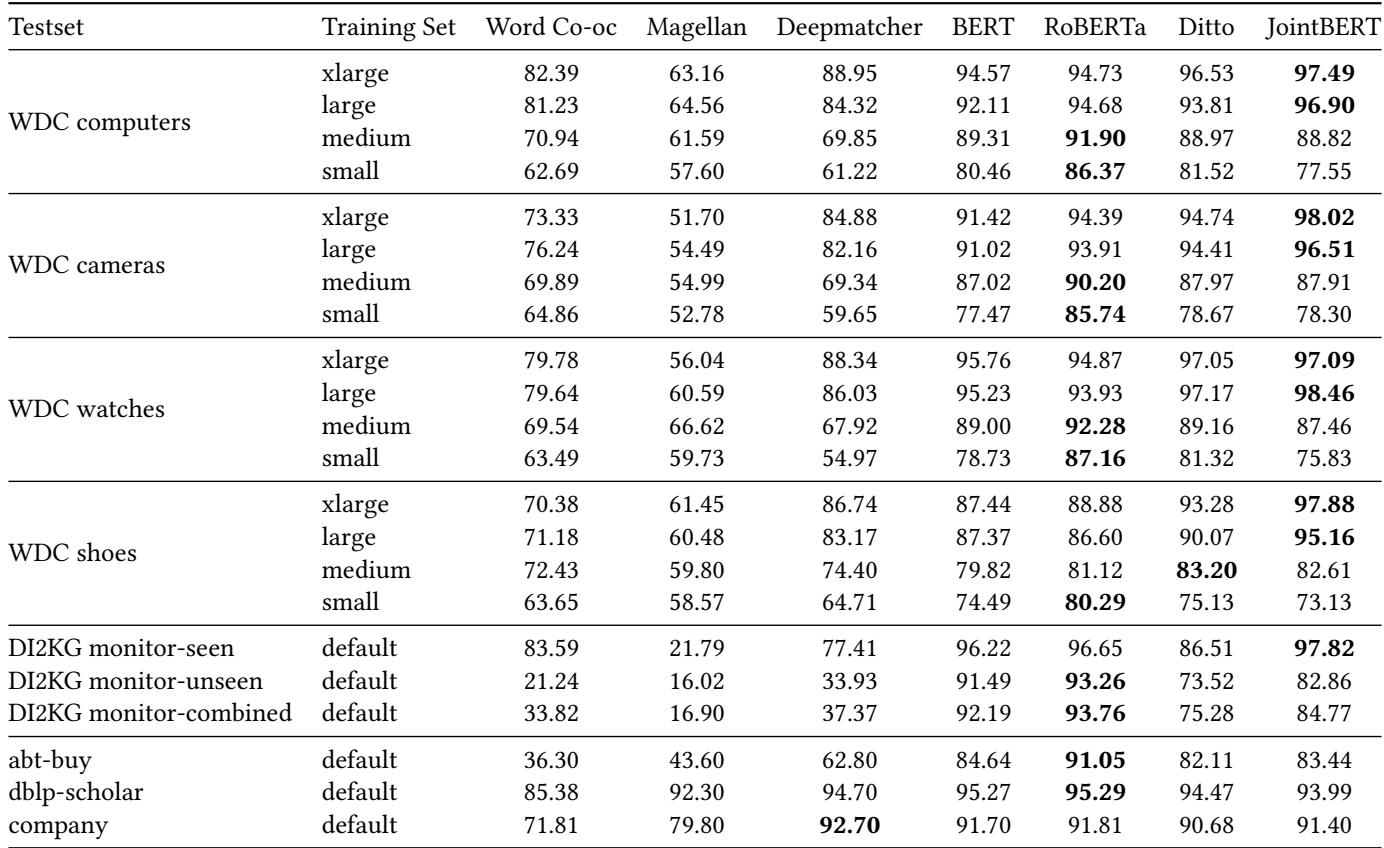 Testset Training Set Word Co-oc Magellan Deepmatcher BERT RoBERTa Ditto JointBERT
WDC computers
xlarge 82.39 63.16 88.95 94.57 94.73 96.53 97.49
large 81.23 64.56 84.32 92.11 94.68 93.81 96.90
medium 70.94 61.59 69.85 89.31 91.90 88.97 88.82
small 62.69 57.60 61.22 80.46 86.37 81.52 77.55
WDC cameras
xlarge 73.33 51.70 84.88 91.42 94.39 94.74 98.02
large 76.24 54.49 82.16 91.02 93.91 94.41 96.51
medium 69.89 54.99 69.34 87.02 90.20 87.97 87.91
small 64.86 52.78 59.65 77.47 85.74 78.67 78.30
WDC watches
xlarge 79.78 56.04 88.34 95.76 94.87 97.05 97.09
large 79.64 60.59 86.03 95.23 93.93 97.17 98.46
medium 69.54 66.62 67.92 89.00 92.28 89.16 87.46
small 63.49 59.73 54.97 78.73 87.16 81.32 75.83
WDC shoes
xlarge 70.38 61.45 86.74 87.44 88.88 93.28 97.88
large 71.18 60.48 83.17 87.37 86.60 90.07 95.16
medium 72.43 59.80 74.40 79.82 81.12 83.20 82.61
small 63.65 58.57 64.71 74.49 80.29 75.13 73.13
DI2KG monitor-seen default 83.59 21.79 77.41 96.22 96.65 86.51 97.82
DI2KG monitor-unseen default 21.24 16.02 33.93 91.49 93.26 73.52 82.86
DI2KG monitor-combined default 33.82 16.90 37.37 92.19 93.76 75.28 84.77
abt-buy default 36.30 43.60 62.80 84.64 91.05 82.11 83.44
dblp-scholar default 85.38 92.30 94.70 95.27 95.29 94.47 93.99
company default 71.81 79.80 92.70 91.70 91.81 90.68 91.40